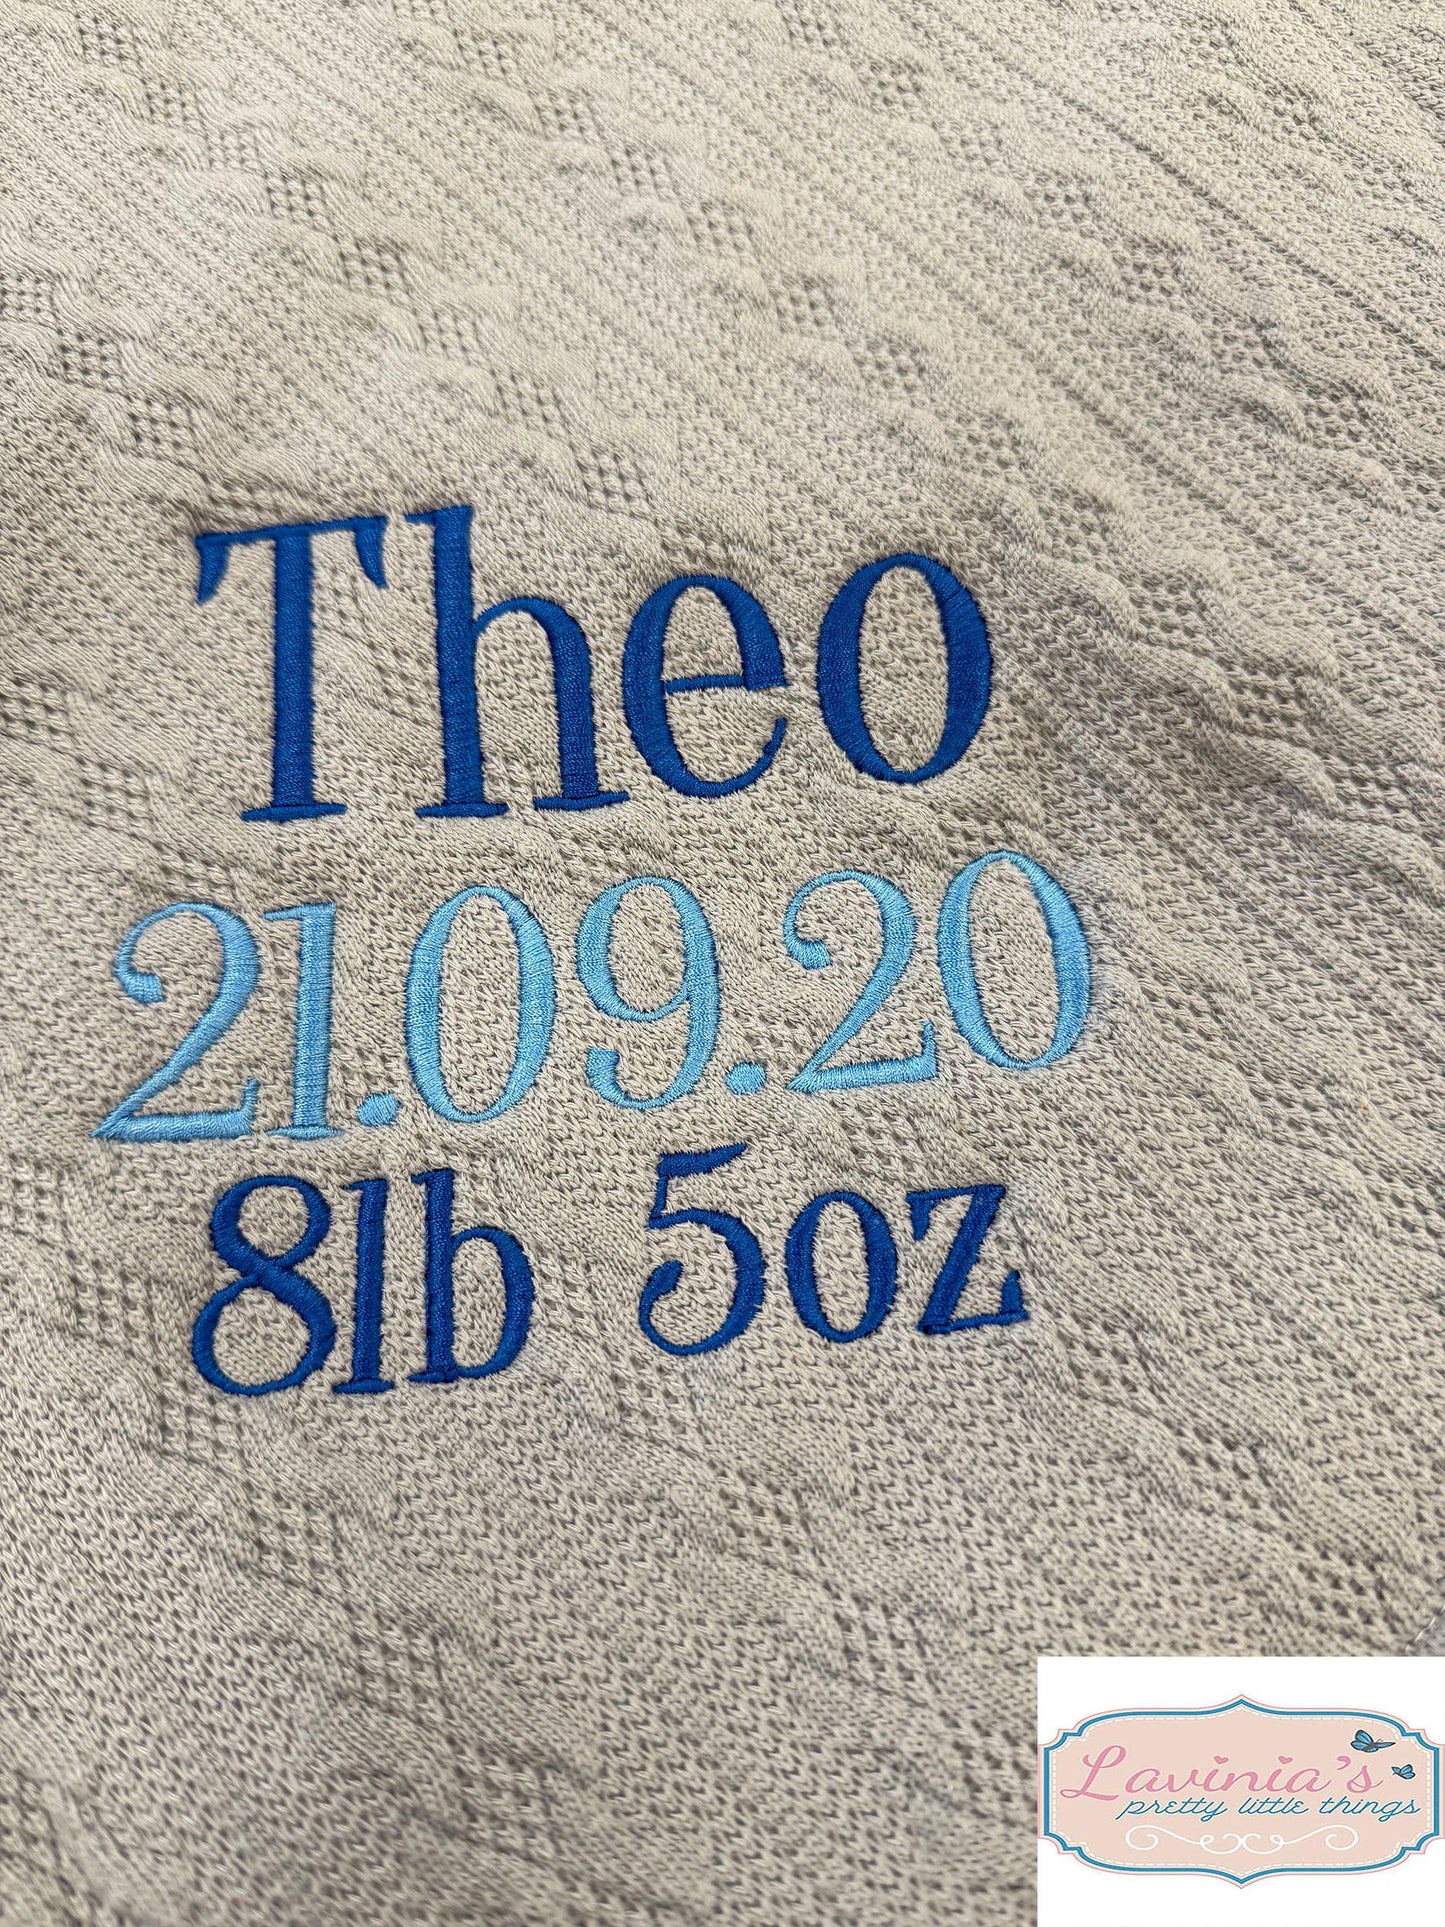 Theo
21.09.20
8lb 5oz
Lavinia's
pretty little things